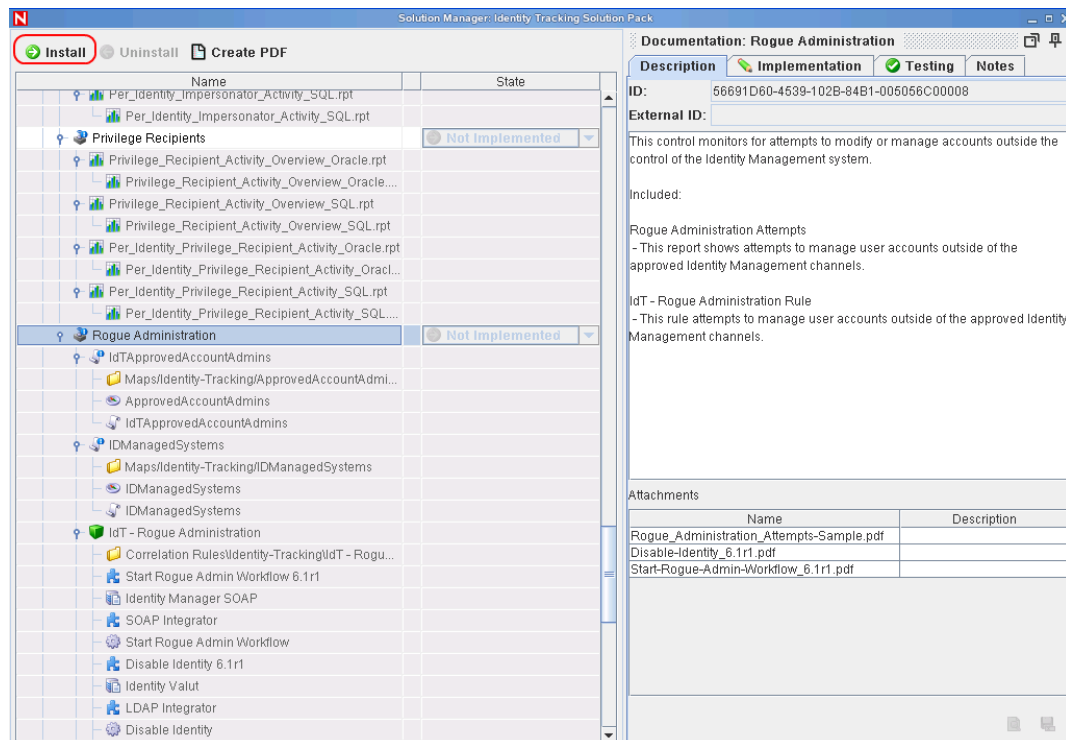 N Solution Manager: Identity Tracking Solution Pack
Install Uninstall Create PDF
Name State
Per_Identity_Impersonator_Activity_SQL.rpt
Per_Identity_Impersonator_Activity_SQL.rpt
Privilege Recipients Not Implemented
Privilege_Recipient_Activity_Overview_Oracle.rpt
Privilege_Recipient_Activity_Overview_Oracle....
Privilege_Recipient_Activity_Overview_SQL.rpt
Privilege_Recipient_Activity_Overview_SQL.rpt
Per_Identity_Privilege_Recipient_Activity_Oracle.rpt
Per_Identity_Privilege_Recipient_Activity_Oracl...
Per_Identity_Privilege_Recipient_Activity_SQL.rpt
Per_Identity_Privilege_Recipient_Activity_SQL....
Rogue Administration Not Implemented
IdTApprovedAccountAdmins
Maps/Identity-Tracking/ApprovedAccountAdmi...
ApprovedAccountAdmins
IdTApprovedAccountAdmins
IDManagedSystems
Maps/Identity-Tracking/IDManagedSystems
IDManagedSystems
IDManagedSystems
IdT - Rogue Administration
Correlation Rules\Identity-Tracking\IdT - Rogu...
Start Rogue Admin Workflow 6.1r1
Identity Manager SOAP
SOAP Integrator
Start Rogue Admin Workflow
Disable Identity 6.1r1
Identity Valut
LDAP Integrator
Disable Identity
Documentation: Rogue Administration
Description Implementation Testing Notes
ID: 56691D60-4539-102B-84B1-005056C00008
External ID:
This control monitors for attempts to modify or manage accounts outside the
control of the Identity Management system.
Included:
Rogue Administration Attempts
- This report shows attempts to manage user accounts outside of the
approved Identity Management channels.
IdT - Rogue Administration Rule
- This rule attempts to manage user accounts outside of the approved Identity
Management channels.
Attachments
Name Description
Rogue_Administration_Attempts-Sample.pdf
Disable-Identity_6.1r1.pdf
Start-Rogue-Admin-Workflow_6.1r1.pdf